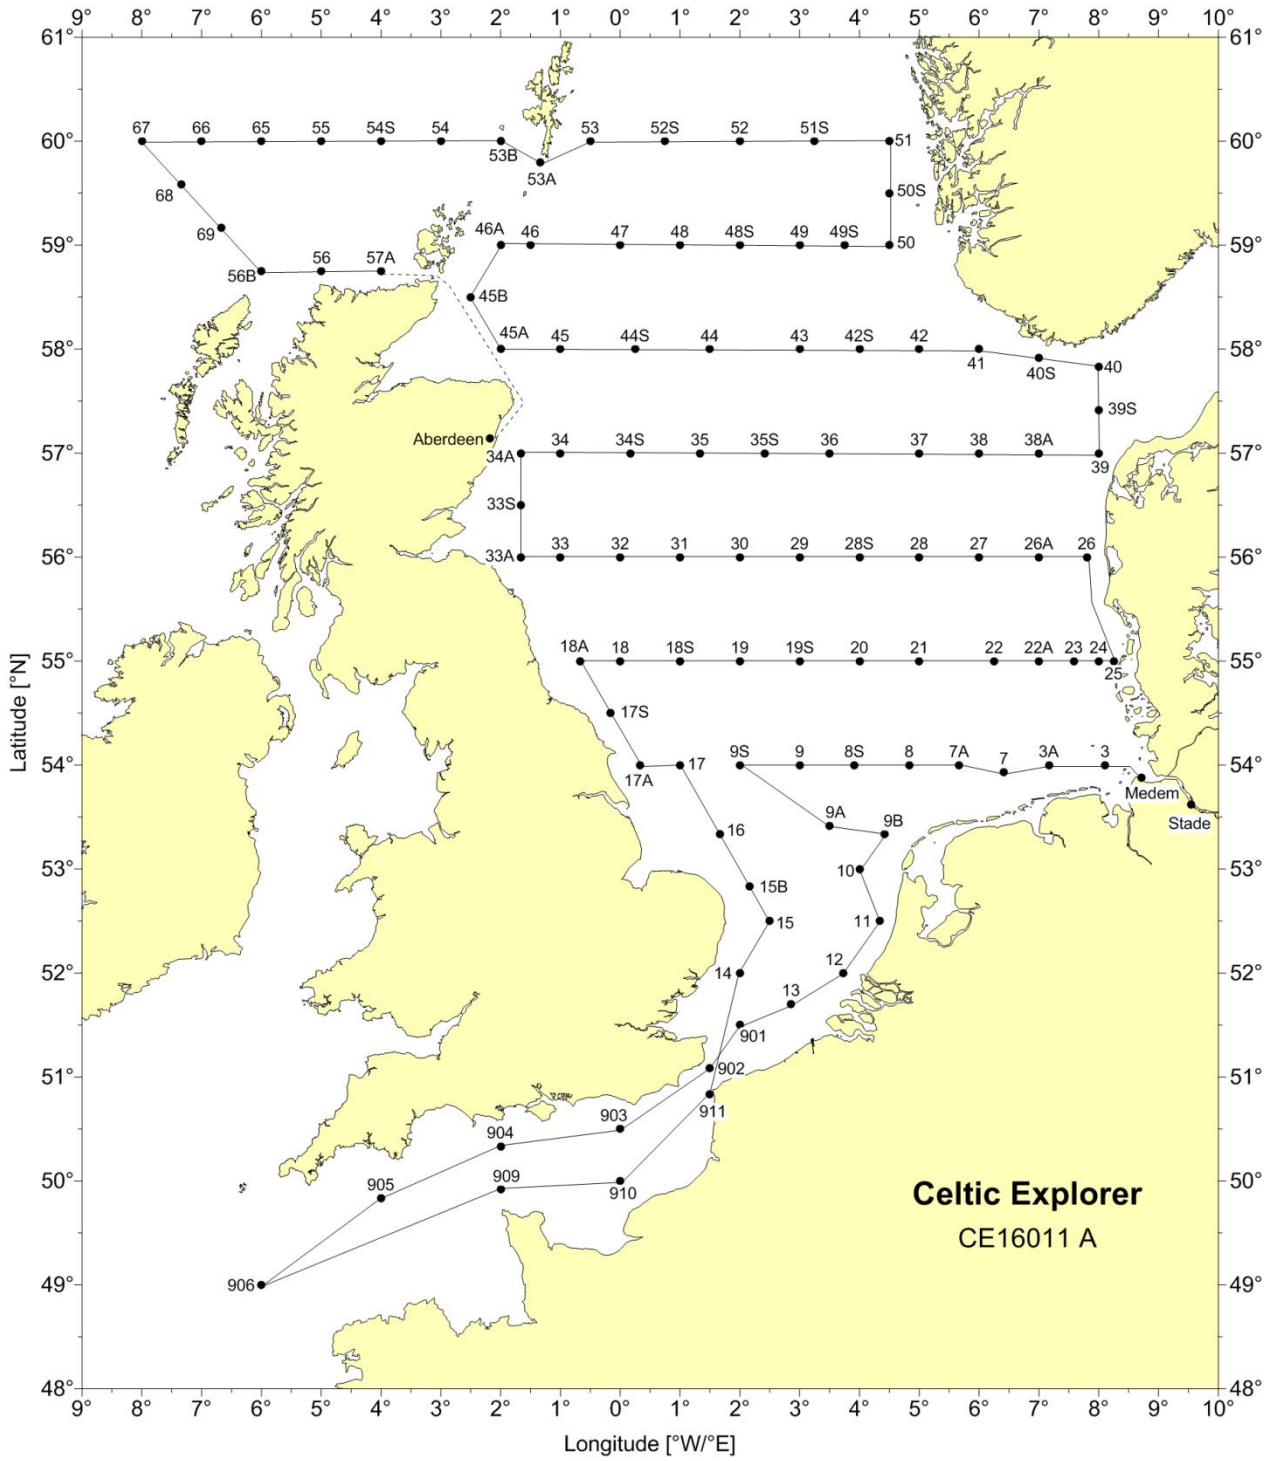 9° 8° 7° 6° 5° 4° 3° 2° 1° 0° 1° 2° 3° 4° 5° 6° 7° 8° 9° 10°
61° 61°
67 66 65 55 54S 54 53 52S 52 51S
60° 51 60°
53B
53A
68 50S
69 46A 46 47 48 48S 49 49S
59° 50 59°
56B 56 57A
45B
45A 45 44S 44 43 42S 42
58° 58°
41 40S 40
39S
Aberdeen
34 34S 35 35S 36 37 38 38A
57° 34A 39 57°
33S
33 32 31 30 29 28S 28 27 26A 26
56° 33A 56°
18A 18 18S 19 19S 20 21 22 22A 23 24
55° 55°
25
17S
9S 9 8S 8 7A 7 3A 3
54° 17 54°
17A
Medem
Stade
16 9A 9B
53° 10 53°
15B
15 11
52° 14 12 52°
13
901
51° 902 51°
911
903
904
50° 905 909 50°
910
Celtic Explorer
CE16011 A
49° 906 49°
48° 48°
9° 8° 7° 6° 5° 4° 3° 2° 1° 0° 1° 2° 3° 4° 5° 6° 7° 8° 9° 10°
Latitude [°N]
Longitude [°W/°E]